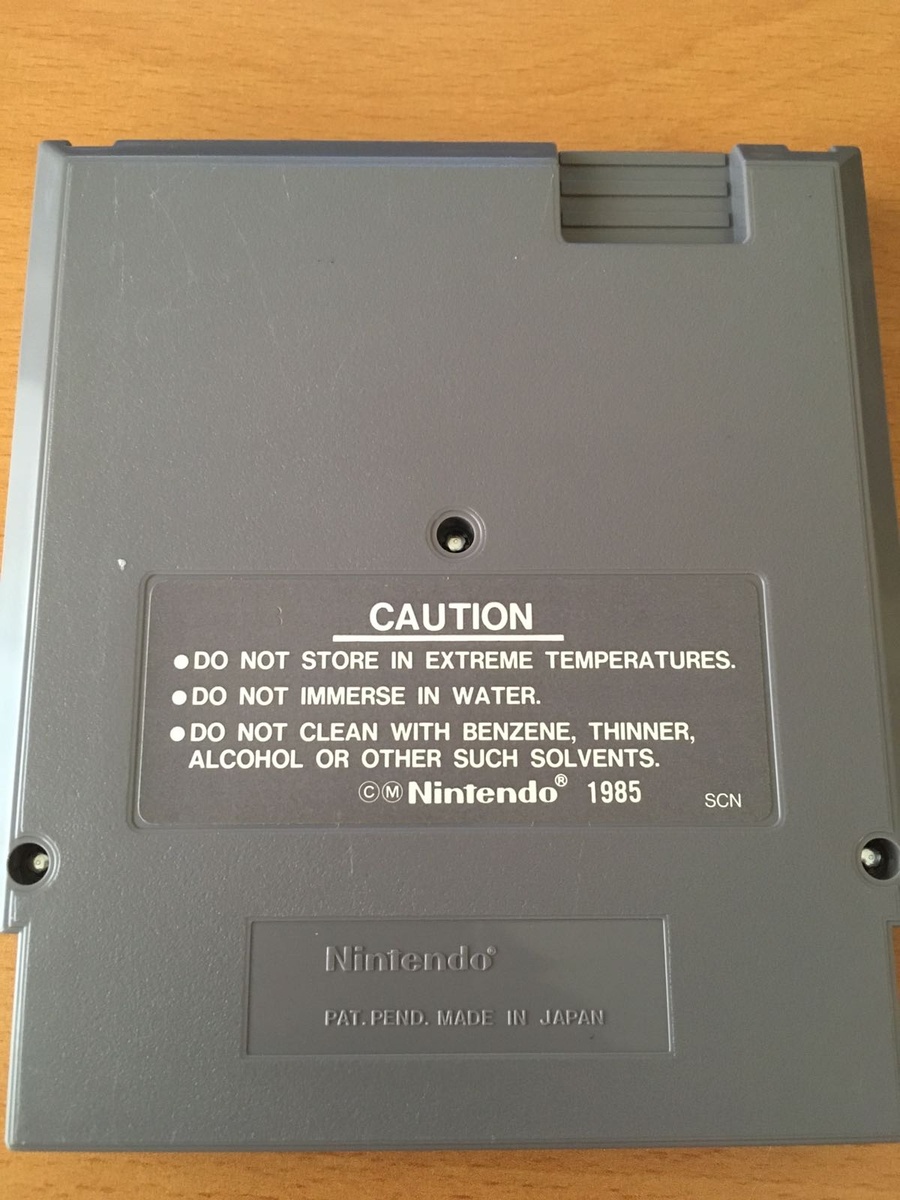 CAUTION
●DO NOT STORE IN EXTREME TEMPERATURES.
●DO NOT IMMERSE IN WATER.
●DO NOT CLEAN WITH BENZENE, THINNER,
ALCOHOL OR OTHER SUCH SOLVENTS.
ⒸⓂNintendo® 1985 SCN
Nintendo®
PAT. PEND. MADE IN JAPAN